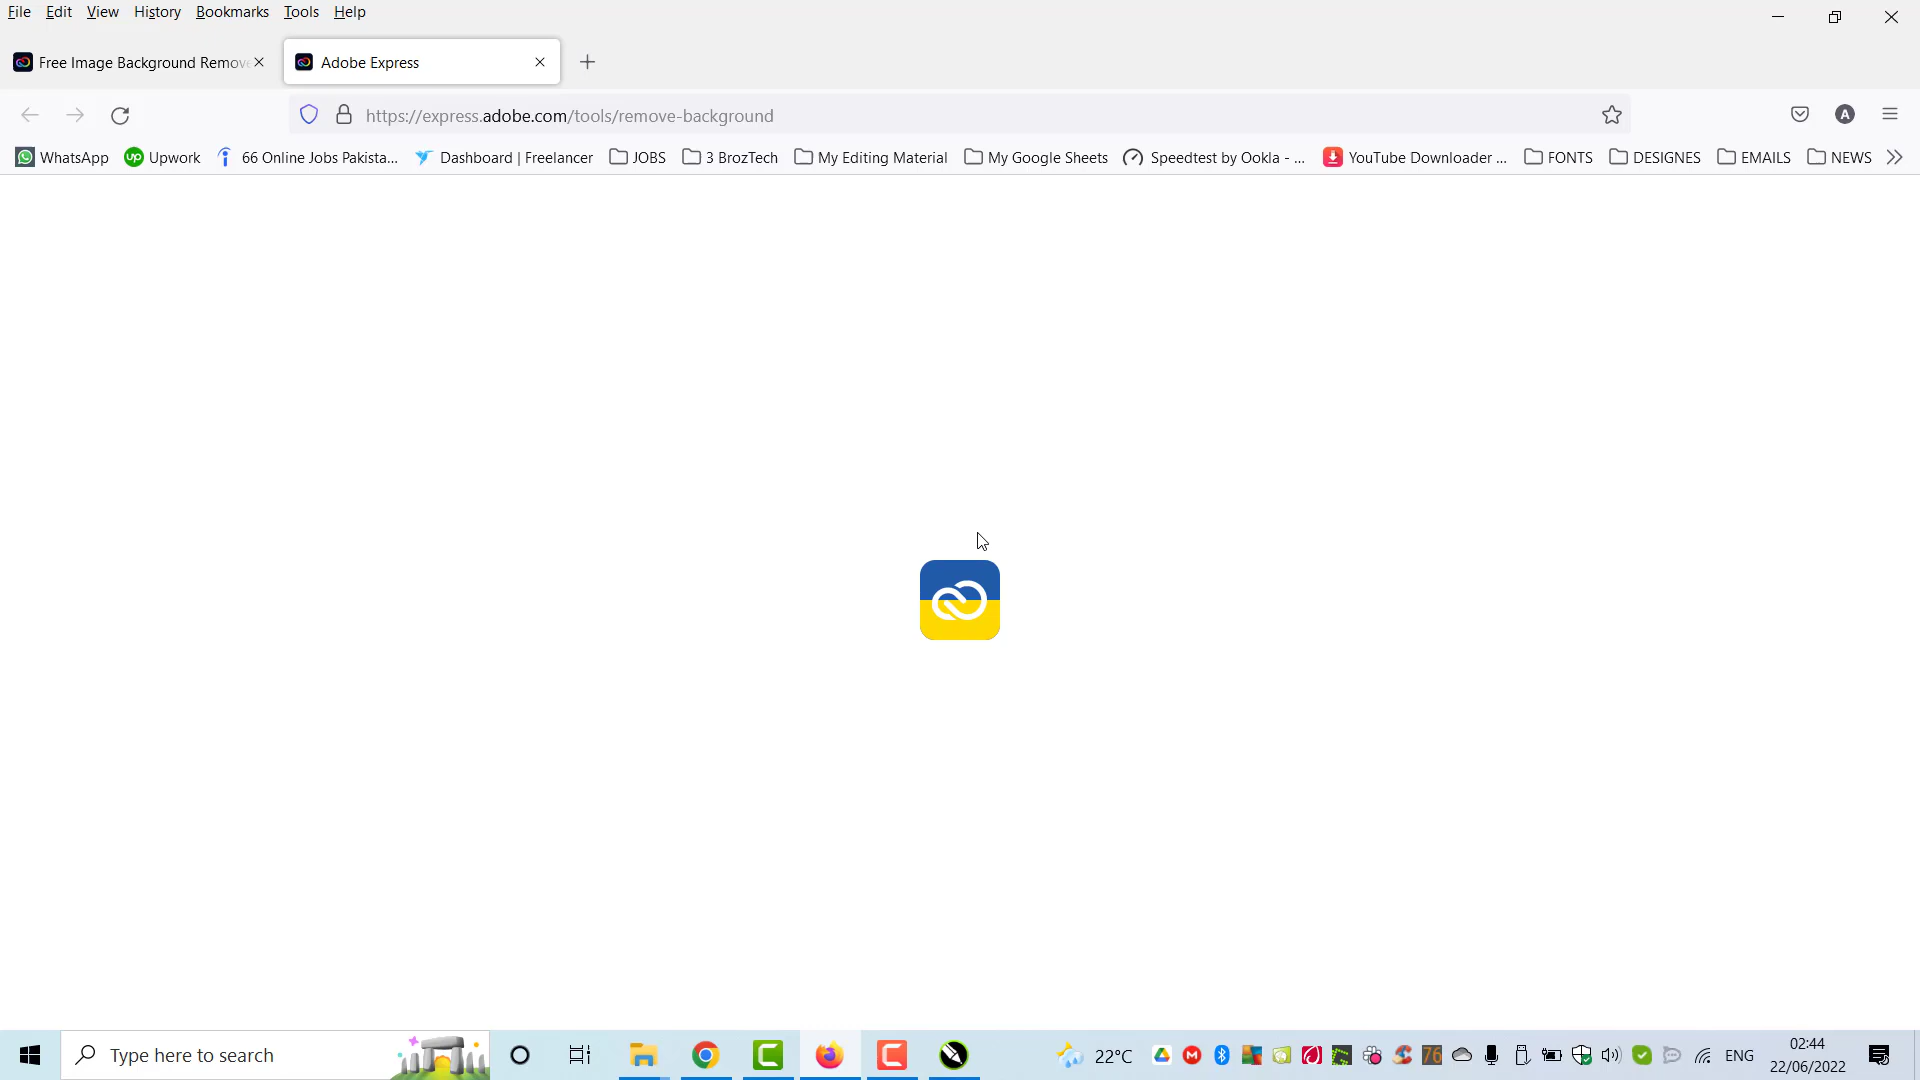 File Edit View History Bookmarks Tools Help
Free Image Background Remov
Adobe Express
https://express.adobe.com/tools/remove-background
A
WhatsApp
up Upwork
66 Online Jobs Pakista...
Dashboard | Freelancer
JOBS
3 BrozTech
My Editing Material
My Google Sheets
Speedtest by Ookla - ...
YouTube Downloader ...
FONTS
DESIGNES
EMAILS
NEWS
Type here to search
22°C
76
ENG
02:44
22/06/2022